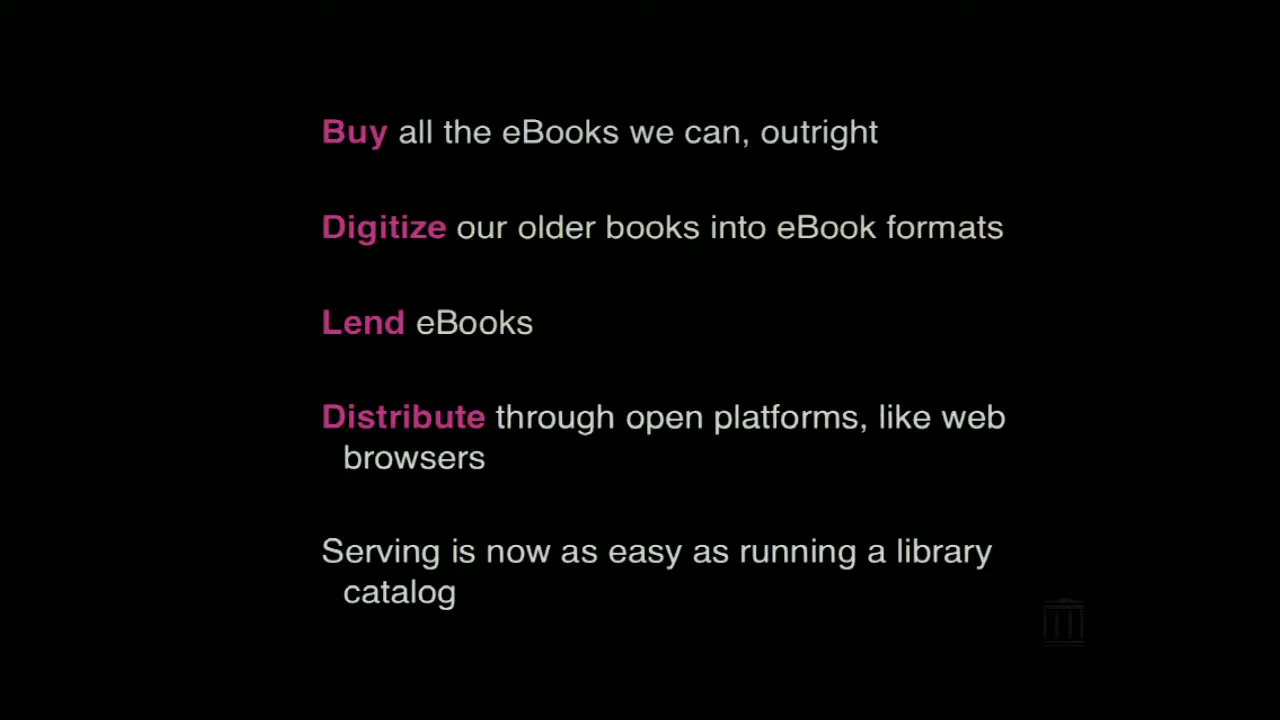 Buy all the eBooks we can, outright
Digitize our older books into eBook formats
Lend eBooks
Distribute through open platforms, like web
browsers
Serving is now as easy as running a library
catalog